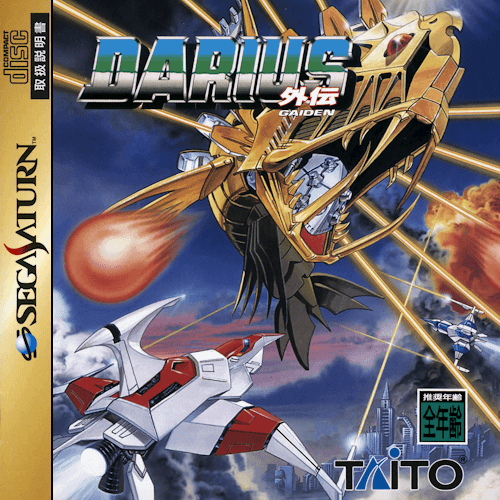 COMPACT
disc
取扱説明書
SEGA SATURN™
DARIUS
外伝
GAIDEN
推奨年齢
全年齢
TAITO